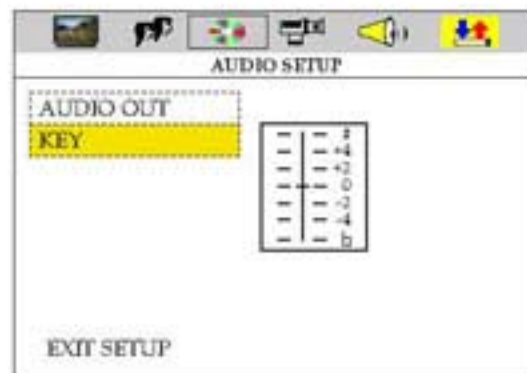 AUDIO SETUP
AUDIO OUT
KEY
#
+4
+2
0
-2
-4
b
EXIT SETUP